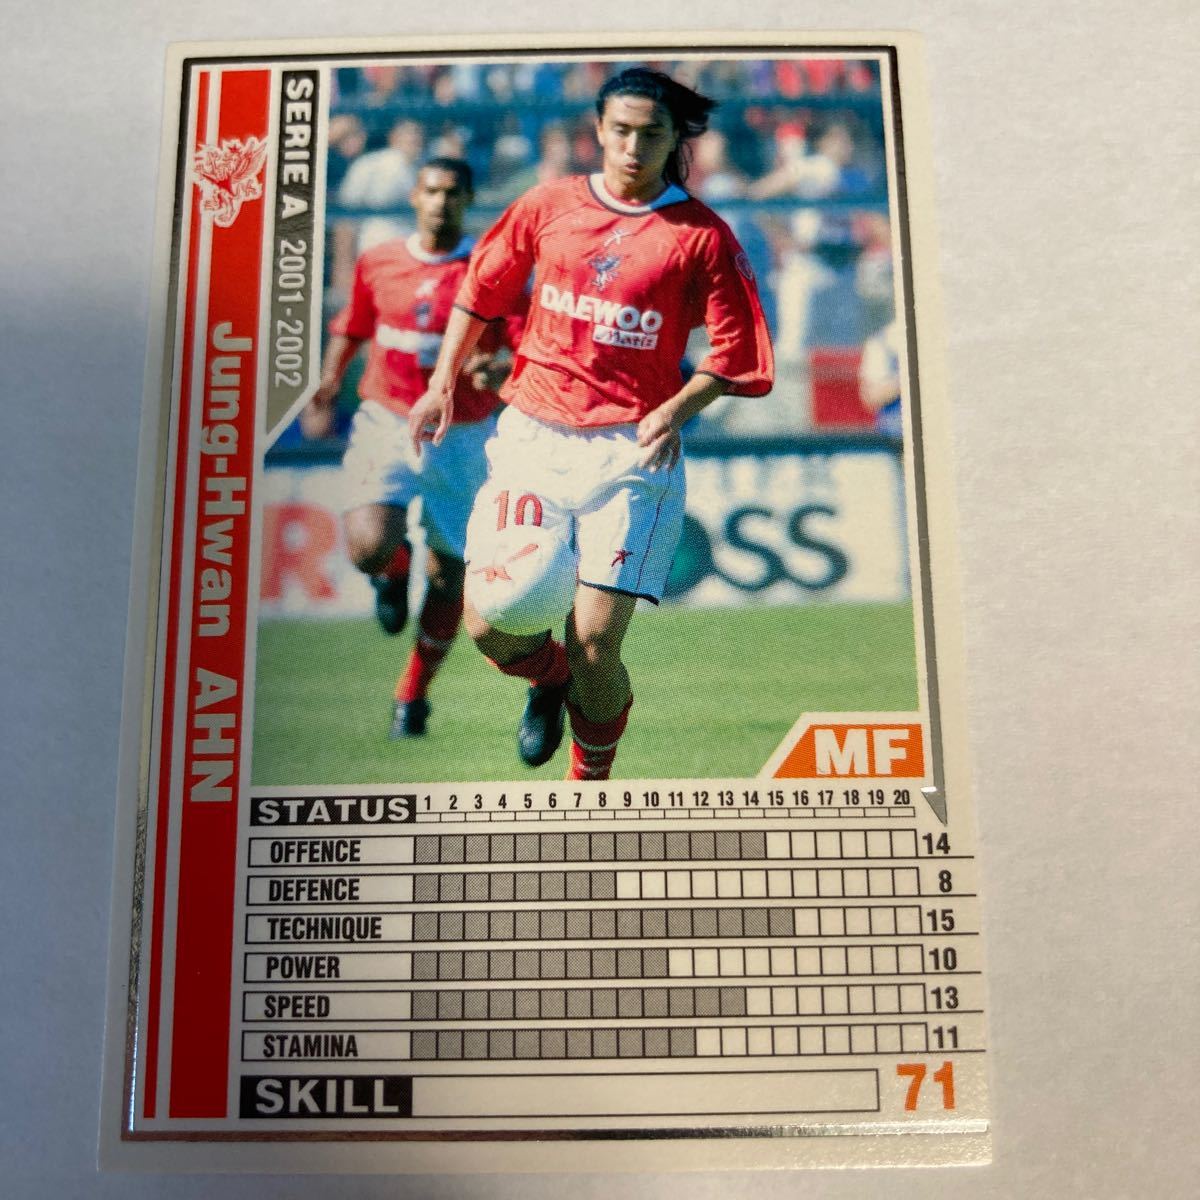 SERIE A 2001-2002
Jung-Hwan AHN
DAEWOO
Matiz
10
R
OSS
MF
STATUS 1 2 3 4 5 6 7 8 9 10 11 12 13 14 15 16 17 18 19 20
OFFENCE 14
DEFENCE 8
TECHNIQUE 15
POWER 10
SPEED 13
STAMINA 11
SKILL 71